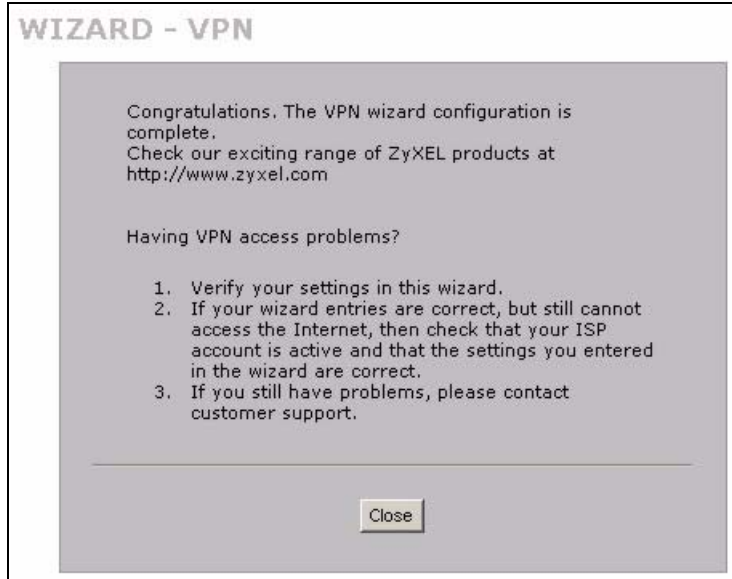 WIZARD - VPN
Congratulations. The VPN wizard configuration is
complete.
Check our exciting range of ZyXEL products at
http://www.zyxel.com
Having VPN access problems?
1. Verify your settings in this wizard.
2. If your wizard entries are correct, but still cannot
access the Internet, then check that your ISP
account is active and that the settings you entered
in the wizard are correct.
3. If you still have problems, please contact
customer support.
Close